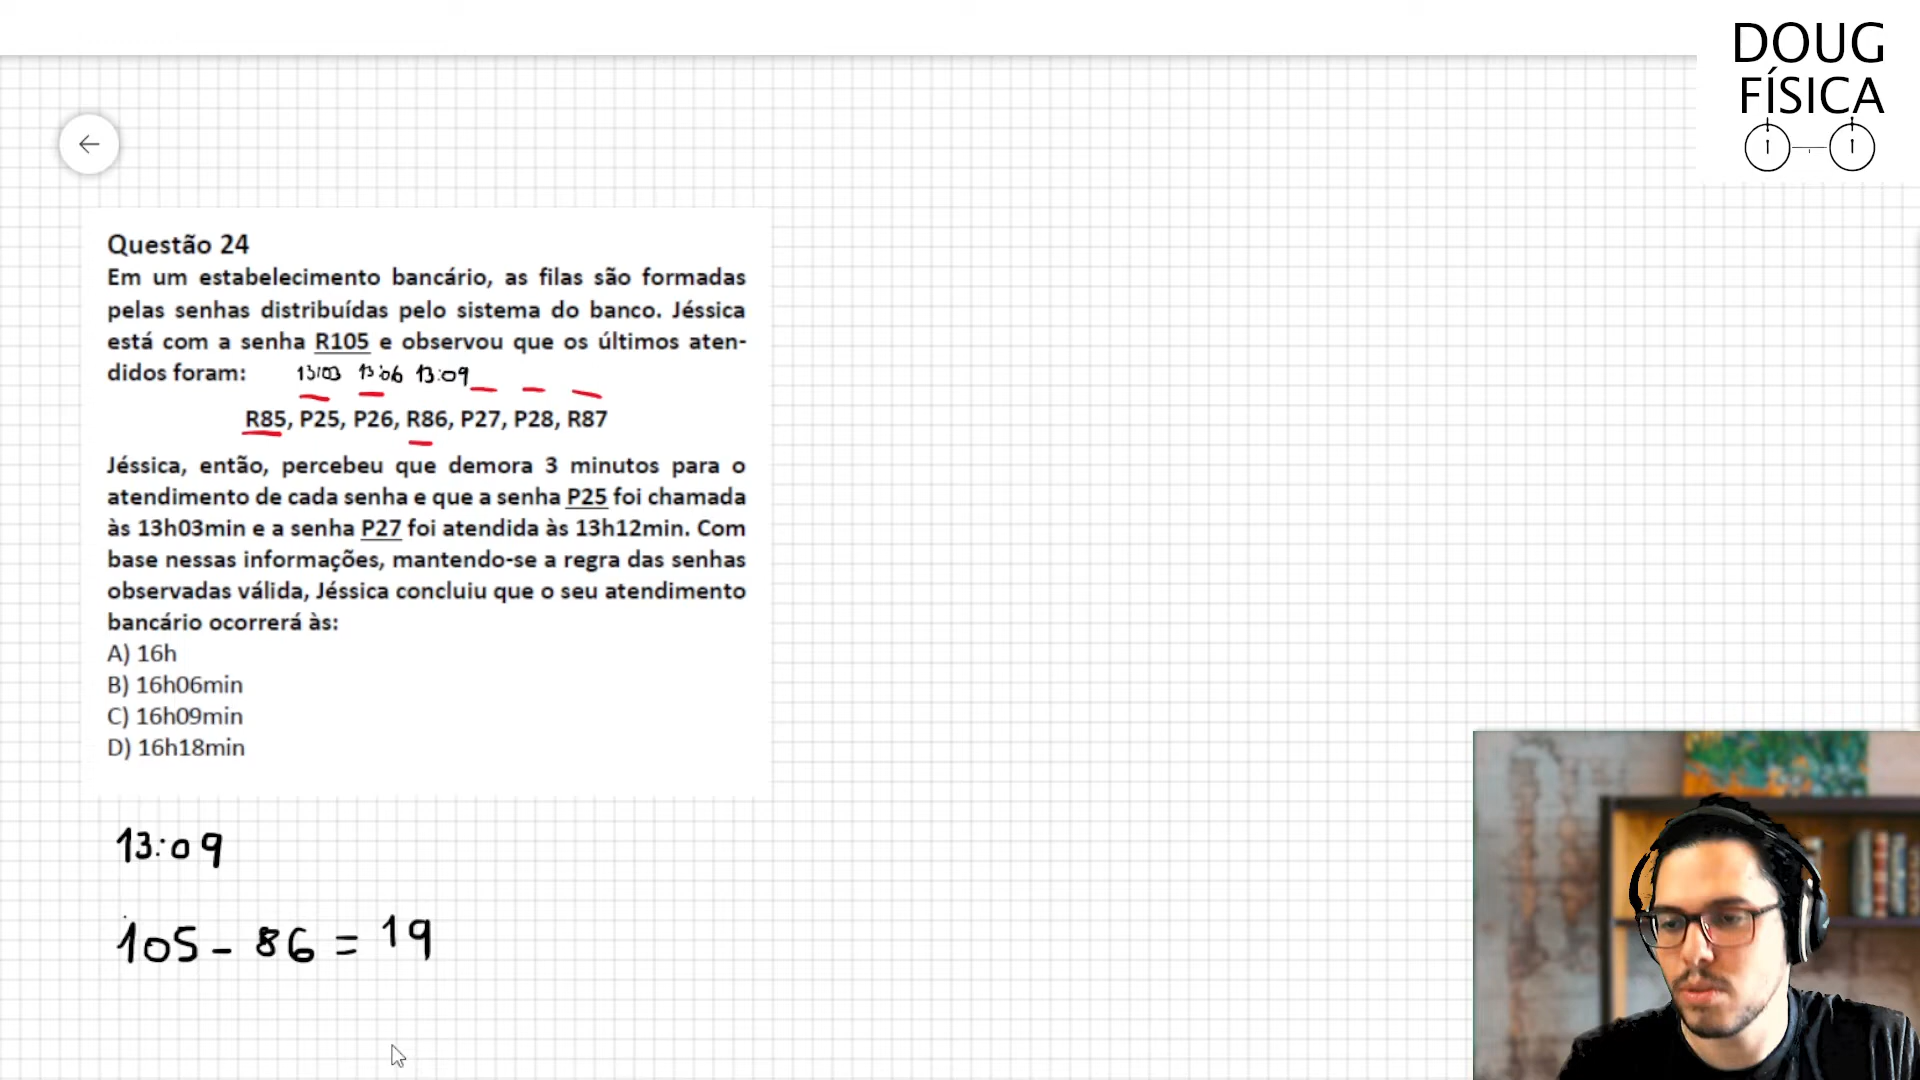 DOUG
FÍSICA
Questão 24
Em um estabelecimento bancário, as filas são formadas
pelas senhas distribuídas pelo sistema do banco. Jéssica
está com a senha R105 e observou que os últimos aten-
didos foram: 13:03 13:06 13:09
R85, P25, P26, R86, P27, P28, R87
Jéssica, então, percebeu que demora 3 minutos para o
atendimento de cada senha e que a senha P25 foi chamada
às 13h03min e a senha P27 foi atendida às 13h12min. Com
base nessas informações, mantendo-se a regra das senhas
observadas válida, Jéssica concluiu que o seu atendimento
bancário ocorrerá às:
A) 16h
B) 16h06min
C) 16h09min
D) 16h18min
13:09
105 - 86 = 19